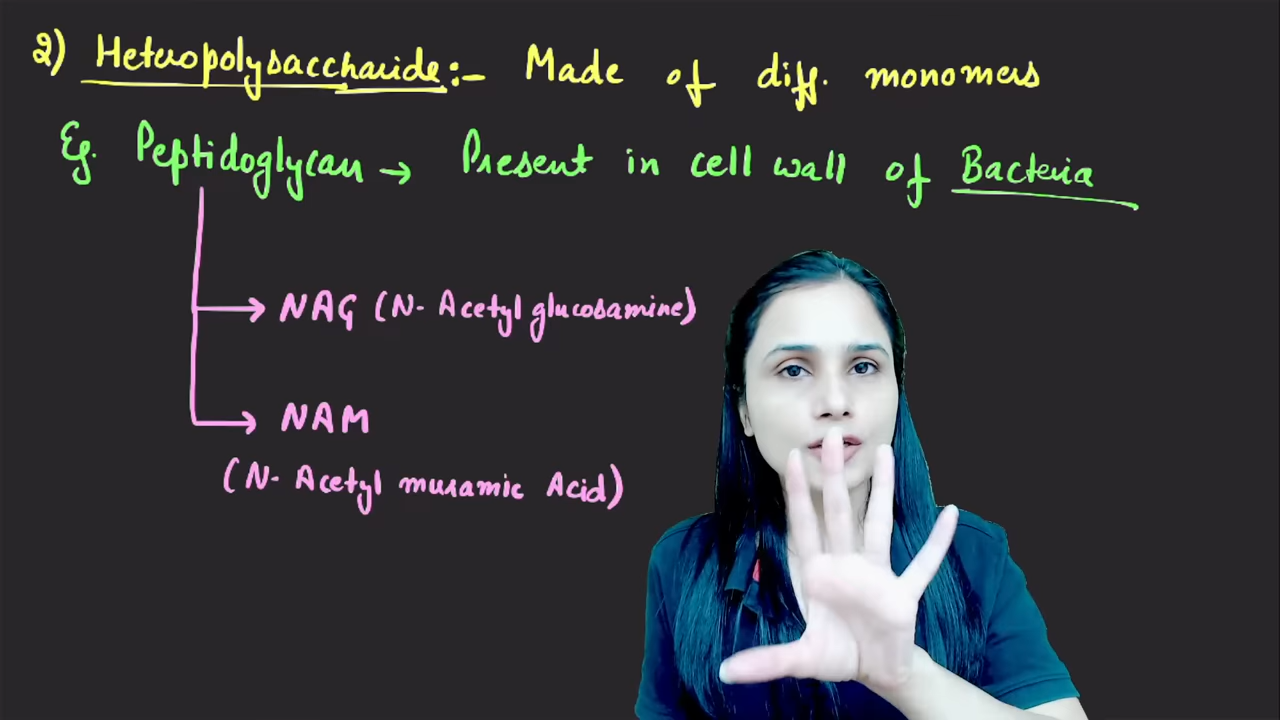 2) Heteropolysaccharide:- Made of diff. monomers
Eg. Peptidoglycan → Present in cell wall of Bacteria
→ NAG (N- Acetyl glucosamine)
→ NAM
(N- Acetyl muramic Acid)